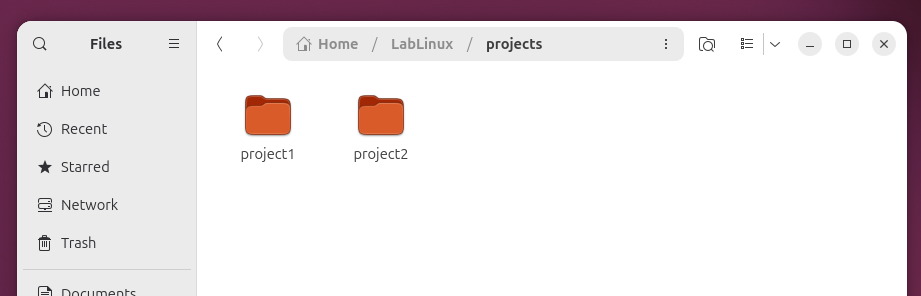 Files
Home / LabLinux / projects
Home
Recent
Starred
Network
Trash
Documents
project1
project2